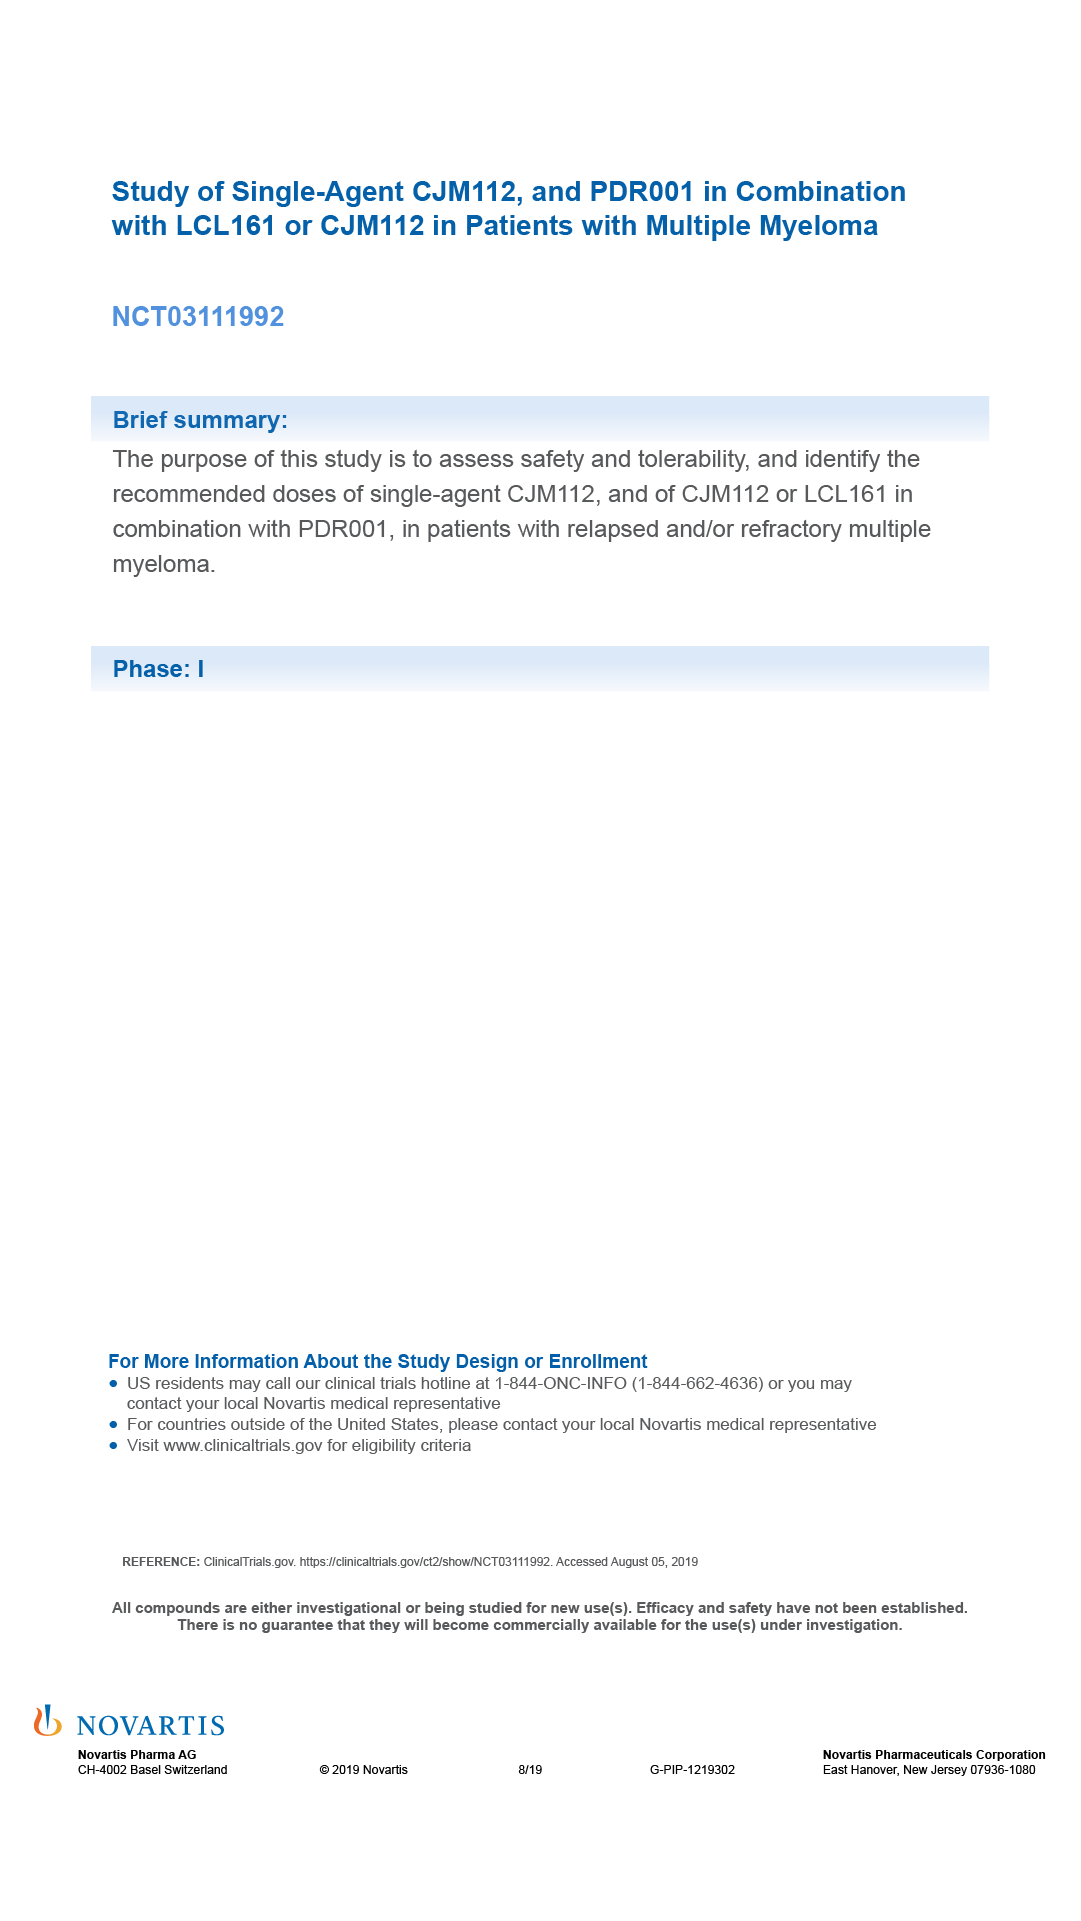 Study of Single-Agent CJM112, and PDR001 in Combination
with LCL161 or CJM112 in Patients with Multiple Myeloma
NCT03111992
Brief summary:
The purpose of this study is to assess safety and tolerability, and identify the
recommended doses of single-agent CJM112, and of CJM112 or LCL161 in
combination with PDR001, in patients with relapsed and/or refractory multiple
myeloma.
Phase: I
For More Information About the Study Design or Enrollment
● US residents may call our clinical trials hotline at 1-844-ONC-INFO (1-844-662-4636) or you may
contact your local Novartis medical representative
● For countries outside of the United States, please contact your local Novartis medical representative
● Visit www.clinicaltrials.gov for eligibility criteria
REFERENCE: ClinicalTrials.gov. https://clinicaltrials.gov/ct2/show/NCT03111992. Accessed August 05, 2019
All compounds are either investigational or being studied for new use(s). Efficacy and safety have not been established.
There is no guarantee that they will become commercially available for the use(s) under investigation.
NOVARTIS
Novartis Pharma AG
CH-4002 Basel Switzerland
© 2019 Novartis
8/19
G-PIP-1219302
Novartis Pharmaceuticals Corporation
East Hanover, New Jersey 07936-1080